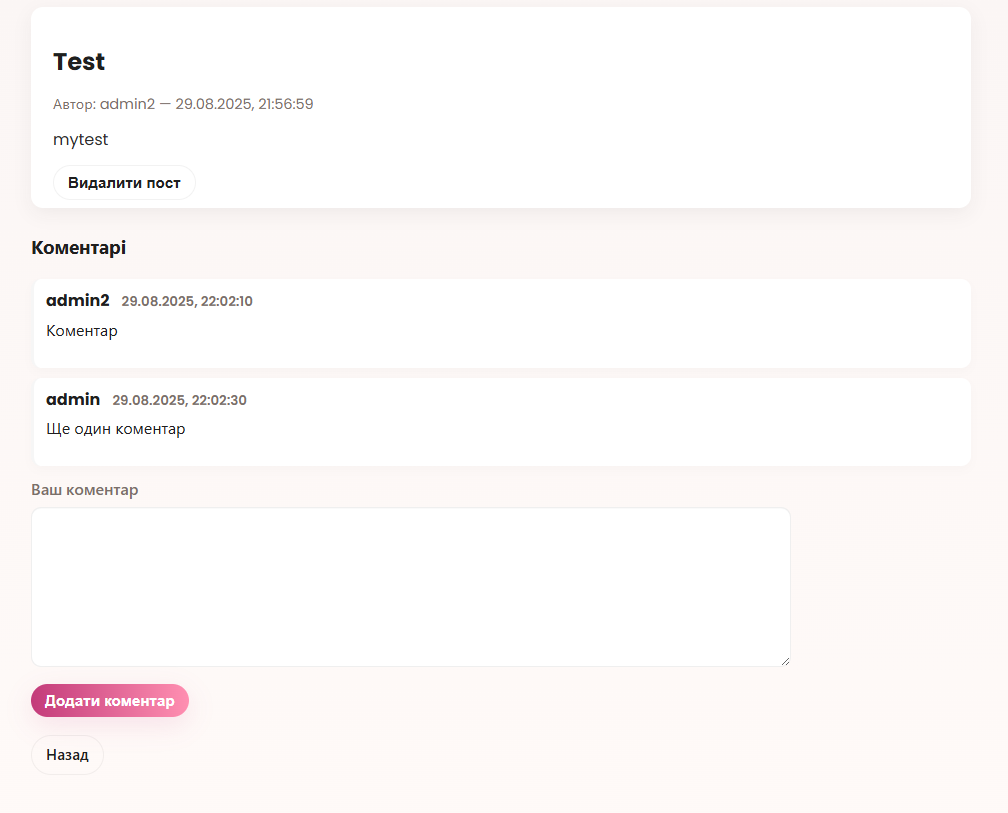 Test
Автор: admin2 — 29.08.2025, 21:56:59
mytest
Видалити пост
Коментарі
admin2 29.08.2025, 22:02:10
Коментар
admin 29.08.2025, 22:02:30
Ще один коментар
Ваш коментар
Додати коментар
Назад